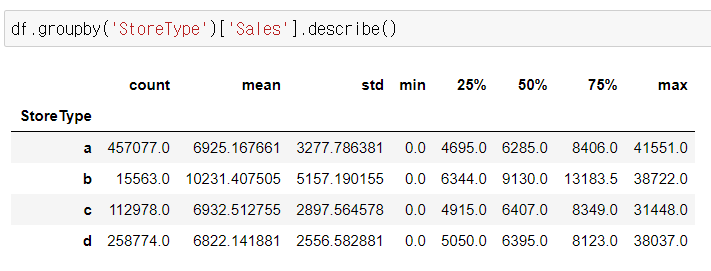 df.groupby('StoreType')['Sales'].describe()
count mean std min 25% 50% 75% max
StoreType
a 457077.0 6925.167661 3277.786381 0.0 4695.0 6285.0 8406.0 41551.0
b 15563.0 10231.407505 5157.190155 0.0 6344.0 9130.0 13183.5 38722.0
c 112978.0 6932.512755 2897.564578 0.0 4915.0 6407.0 8349.0 31448.0
d 258774.0 6822.141881 2556.582881 0.0 5050.0 6395.0 8123.0 38037.0